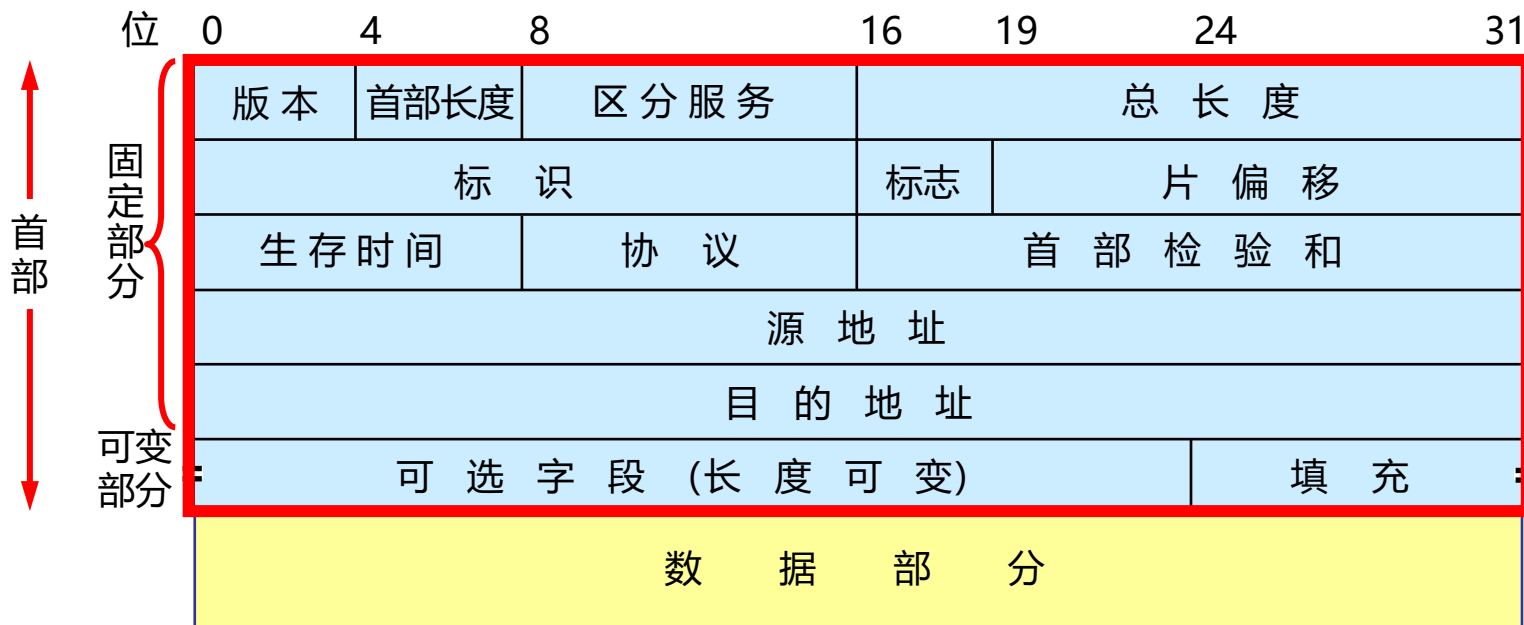 位 0 4 8 16 19 24 31
版 本 首部长度 区 分 服 务 总 长 度
标 识 标志 片 偏 移
生 存 时 间 协 议 首 部 检 验 和
源 地 址
目 的 地 址
可 选 字 段 (长 度 可 变) 填 充
数 据 部 分
首部
固定部分
可变
部分